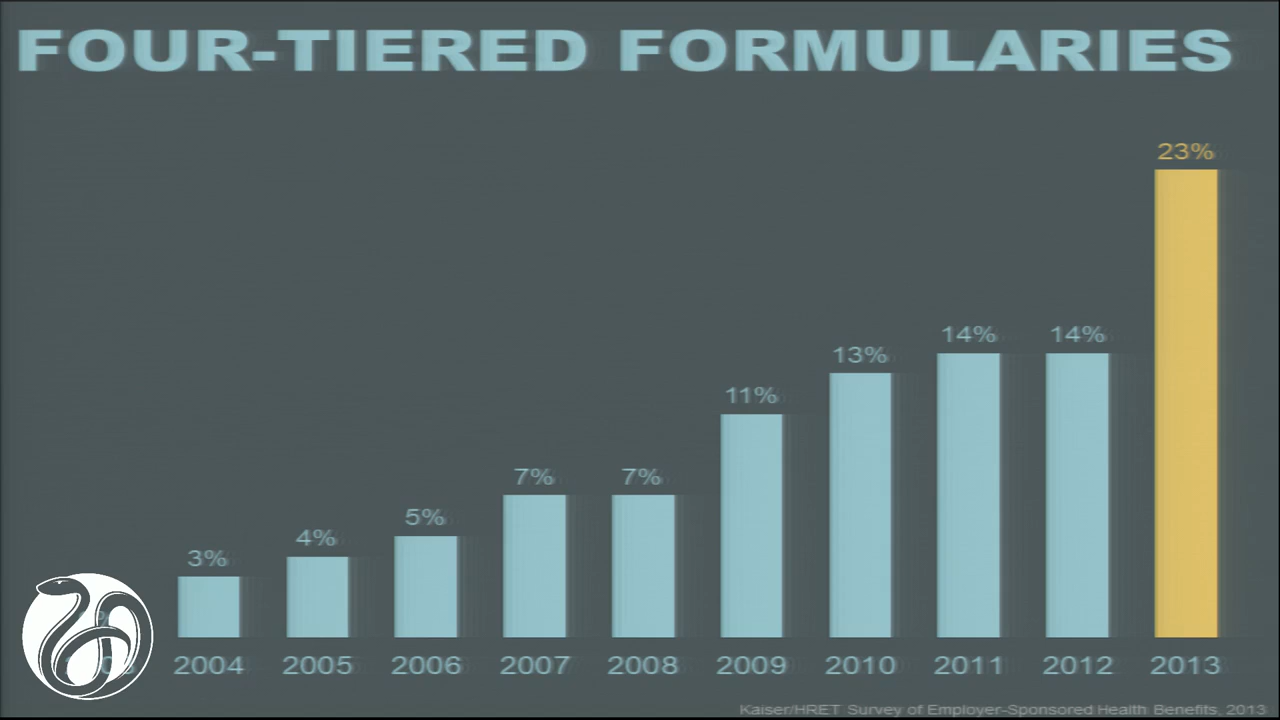 FOUR-TIERED FORMULARIES
23%
14% 14%
13%
11%
7% 7%
5%
4%
3%
2004 2005 2006 2007 2008 2009 2010 2011 2012 2013
Kaiser/HRET Survey of Employer-Sponsored Health Benefits, 2013